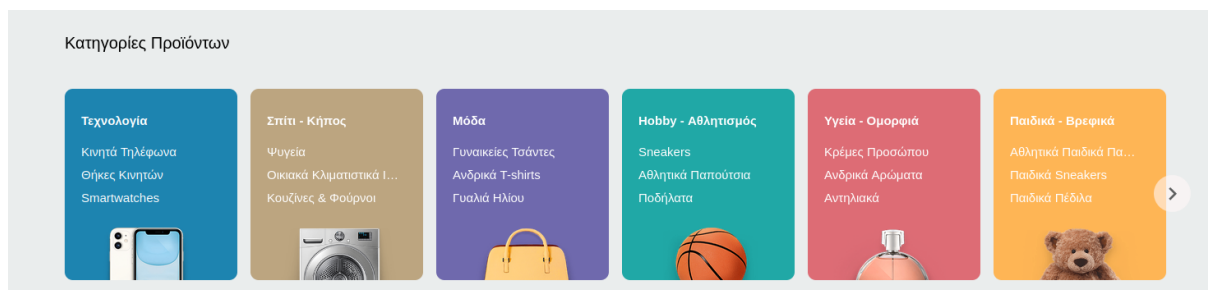 Κατηγορίες Προϊόντων
Τεχνολογία
Κινητά Τηλέφωνα
Θήκες Κινητών
Smartwatches
Σπίτι - Κήπος
Ψυγεία
Οικιακά Κλιματιστικά Ι...
Κουζίνες & Φούρνοι
Μόδα
Γυναικείες Τσάντες
Ανδρικά T-shirts
Γυαλιά Ηλίου
Hobby - Αθλητισμός
Sneakers
Αθλητικά Παπούτσια
Ποδήλατα
Υγεία - Ομορφιά
Κρέμες Προσώπου
Ανδρικά Αρώματα
Αντηλιακά
Παιδικά - Βρεφικά
Αθλητικά Παιδικά Πα...
Παιδικά Sneakers
Παιδικά Πέδιλα